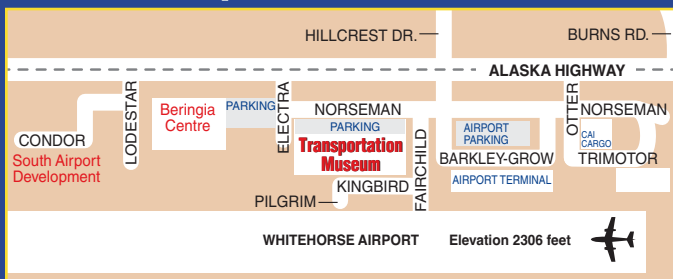 HILLCREST DR.
BURNS RD.
ALASKA HIGHWAY
LODESTAR
Beringia
Centre
PARKING
ELECTRA
NORSEMAN
PARKING
Transportation
Museum
FAIRCHILD
AIRPORT
PARKING
OTTER
NORSEMAN
CAI
CARGO
CONDOR
South Airport
Development
BARKLEY-GROW
TRIMOTOR
KINGBIRD
AIRPORT TERMINAL
PILGRIM
WHITEHORSE AIRPORT Elevation 2306 feet